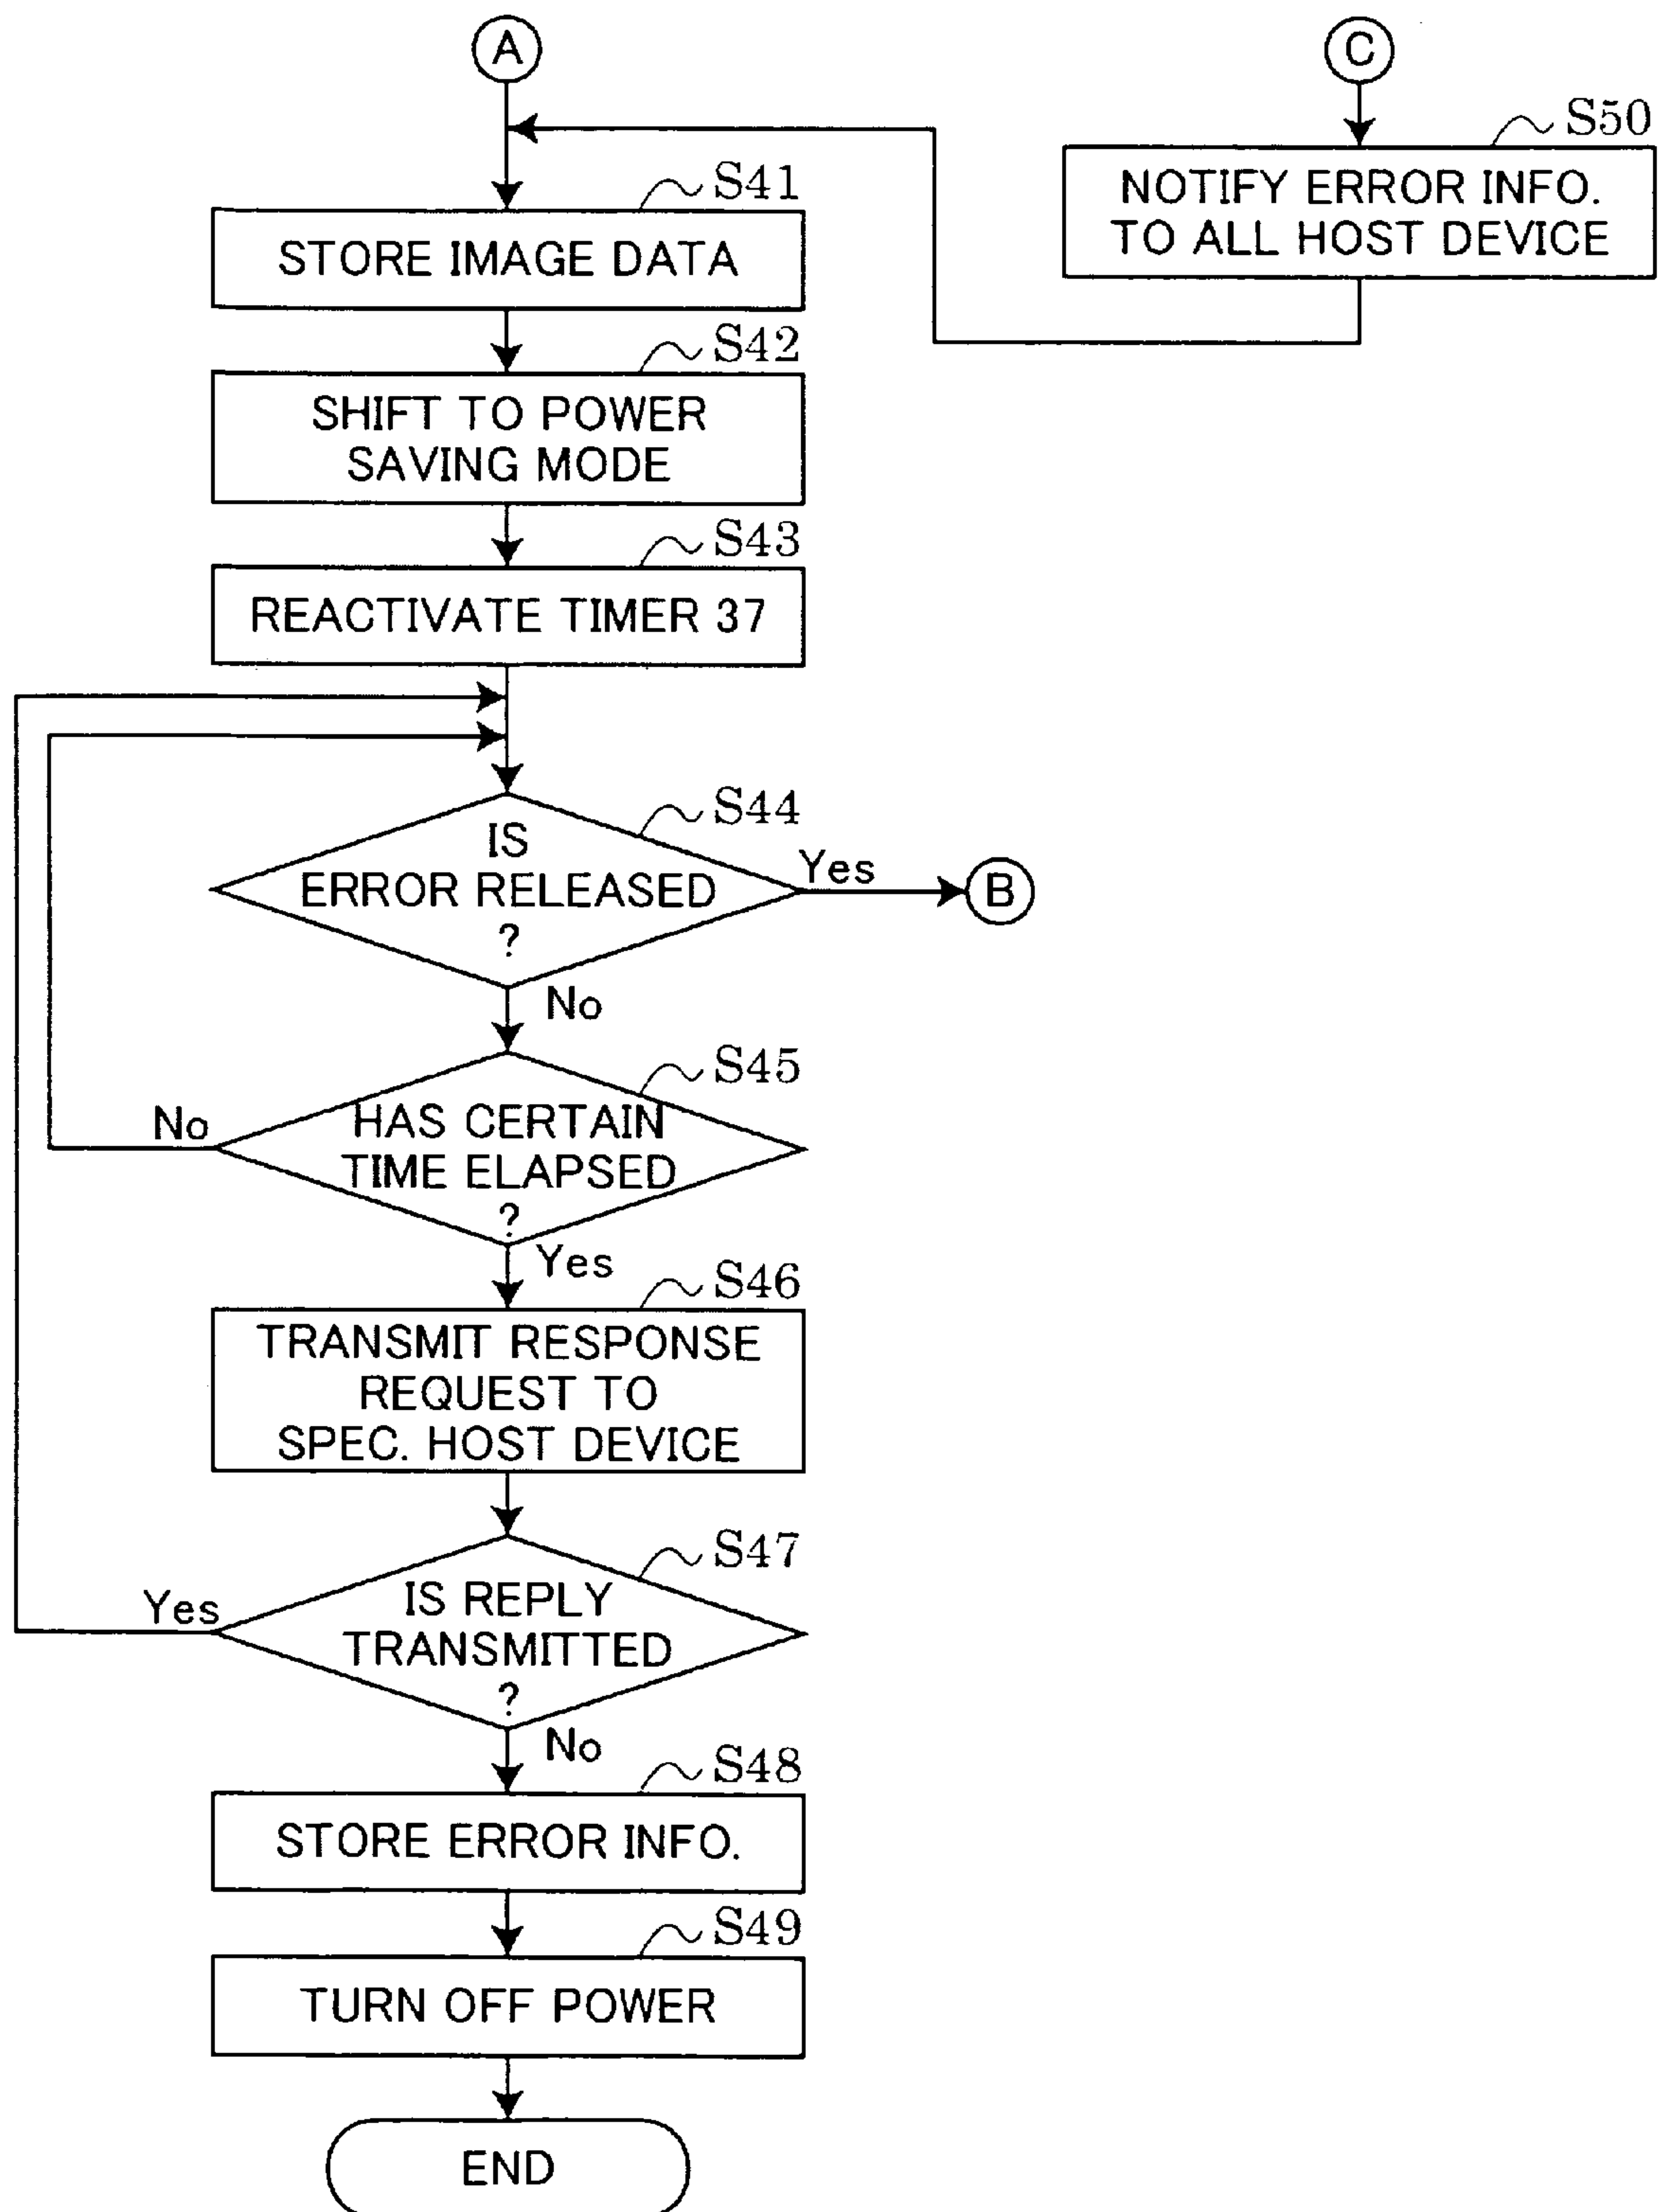 A
C
S50
NOTIFY ERROR INFO.
TO ALL HOST DEVICE
S41
STORE IMAGE DATA
S42
SHIFT TO POWER
SAVING MODE
S43
REACTIVATE TIMER 37
S44
IS
ERROR RELEASED
?
Yes
B
No
S45
HAS CERTAIN
TIME ELAPSED
?
No
Yes
S46
TRANSMIT RESPONSE
REQUEST TO
SPEC. HOST DEVICE
S47
IS REPLY
TRANSMITTED
?
Yes
No
S48
STORE ERROR INFO.
S49
TURN OFF POWER
END